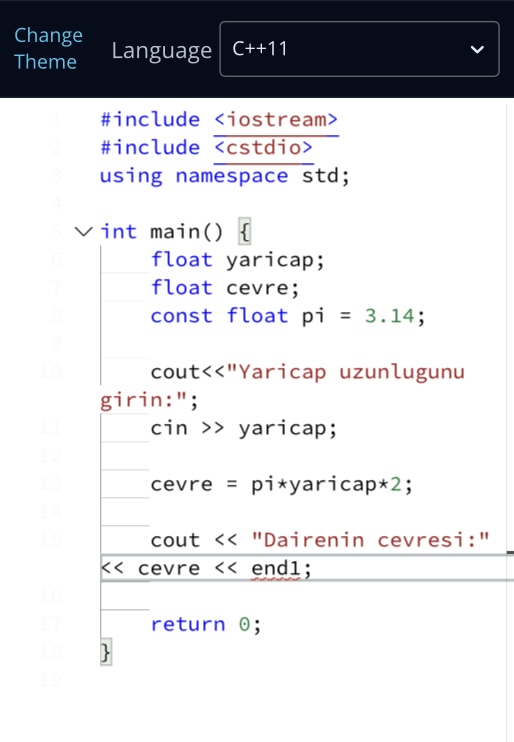 Change
Theme
Language
C++11
1 #include <iostream>
2 #include <cstdio>
3 using namespace std;
4
5 int main() {
6 float yaricap;
7 float cevre;
8 const float pi = 3.14;
9
10 cout<<"Yaricap uzunlugunu
girin:";
11 cin >> yaricap;
12
13 cevre = pi*yaricap*2;
14
15 cout << "Dairenin cevresi:"
<< cevre << end1;
16
17 return 0;
18 }
19